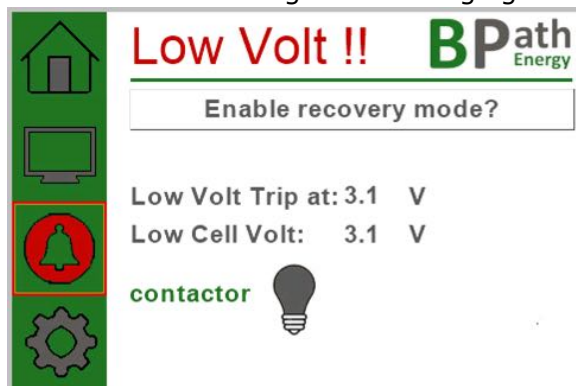 Low Volt !!
BPath
Energy
Enable recovery mode?
Low Volt Trip at: 3.1 V
Low Cell Volt: 3.1 V
contactor